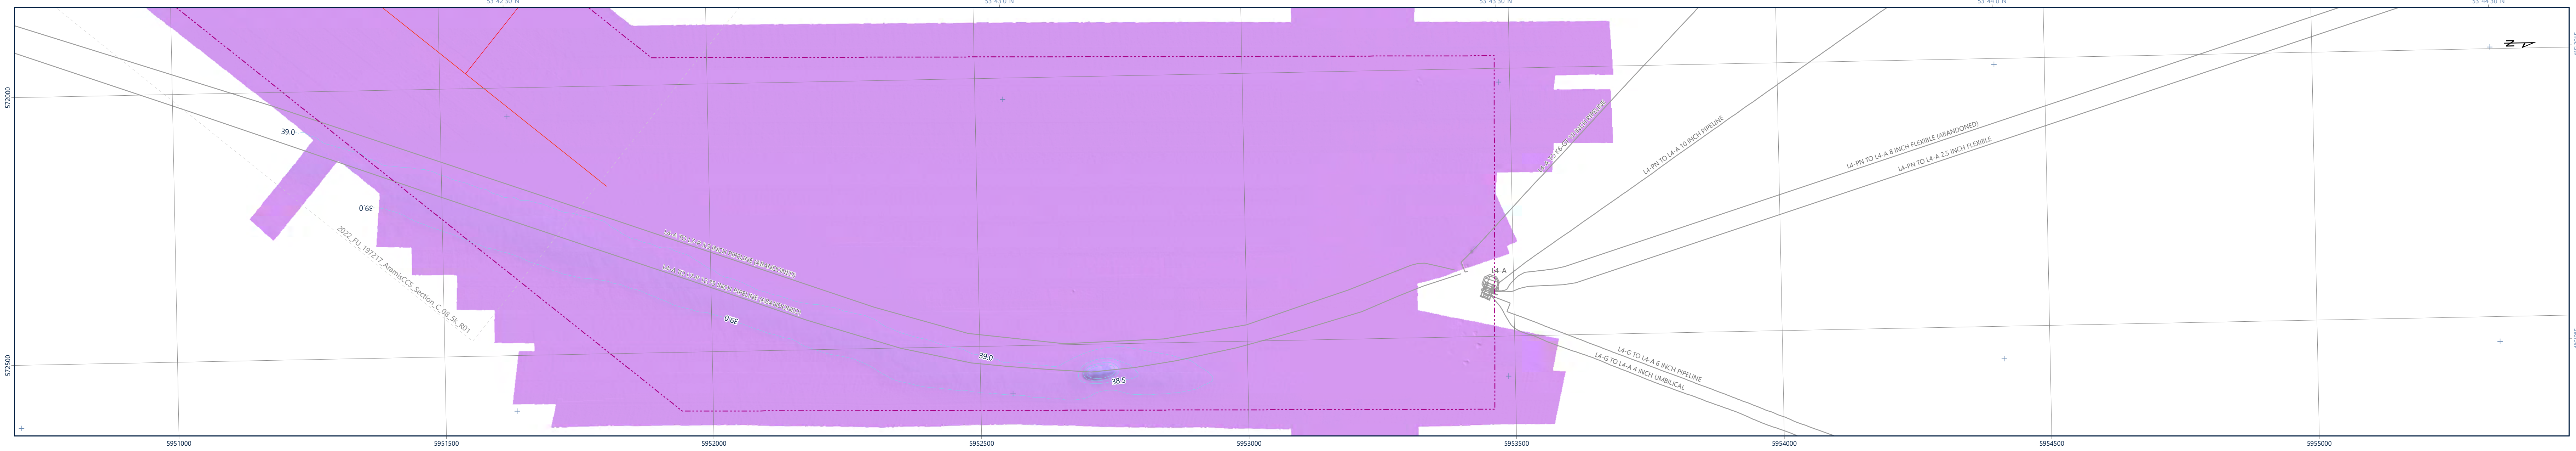 53°42'30"N
53°43'0"N
53°43'30"N
53°44'0"N
53°44'30"N
N
572000
572500
39.0
39.0
39.0
39.0
38.5
2022_FU_197217_AramisCCS_Section_C_08_5k_R01
L4-A
L4-PN TO L4-A 10 INCH PIPELINE
L4-PN TO L4-A 8 INCH FLEXIBLE (ABANDONED)
L4-PN TO L4-A 2.5 INCH FLEXIBLE
L4-G TO L4-A 6 INCH PIPELINE
L4-G TO L4-A 4 INCH UMBILICAL
5951000
5951500
5952000
5952500
5953000
5953500
5954000
5954500
5955000